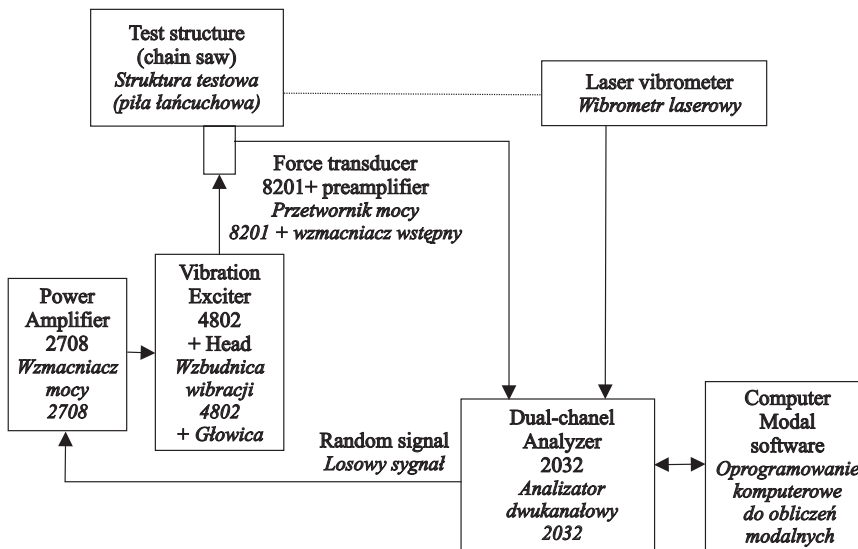 Test structure
(chain saw)
Struktura testowa
(piła łańcuchowa)
Laser vibrometer
Wibrometr laserowy
Force transducer
8201+ preamplifier
Przetwornik mocy
8201 + wzmacniacz wstępny
Power
Amplifier
2708
Wzmacniacz
mocy
2708
Vibration
Exciter
4802
+ Head
Wzbudnica
wibracji
4802
+ Głowica
Random signal
Losowy sygnał
Dual-chanel
Analyzer
2032
Analizator
dwukanałowy
2032
Computer
Modal
software
Oprogramowanie
komputerowe
do obliczeń
modalnych